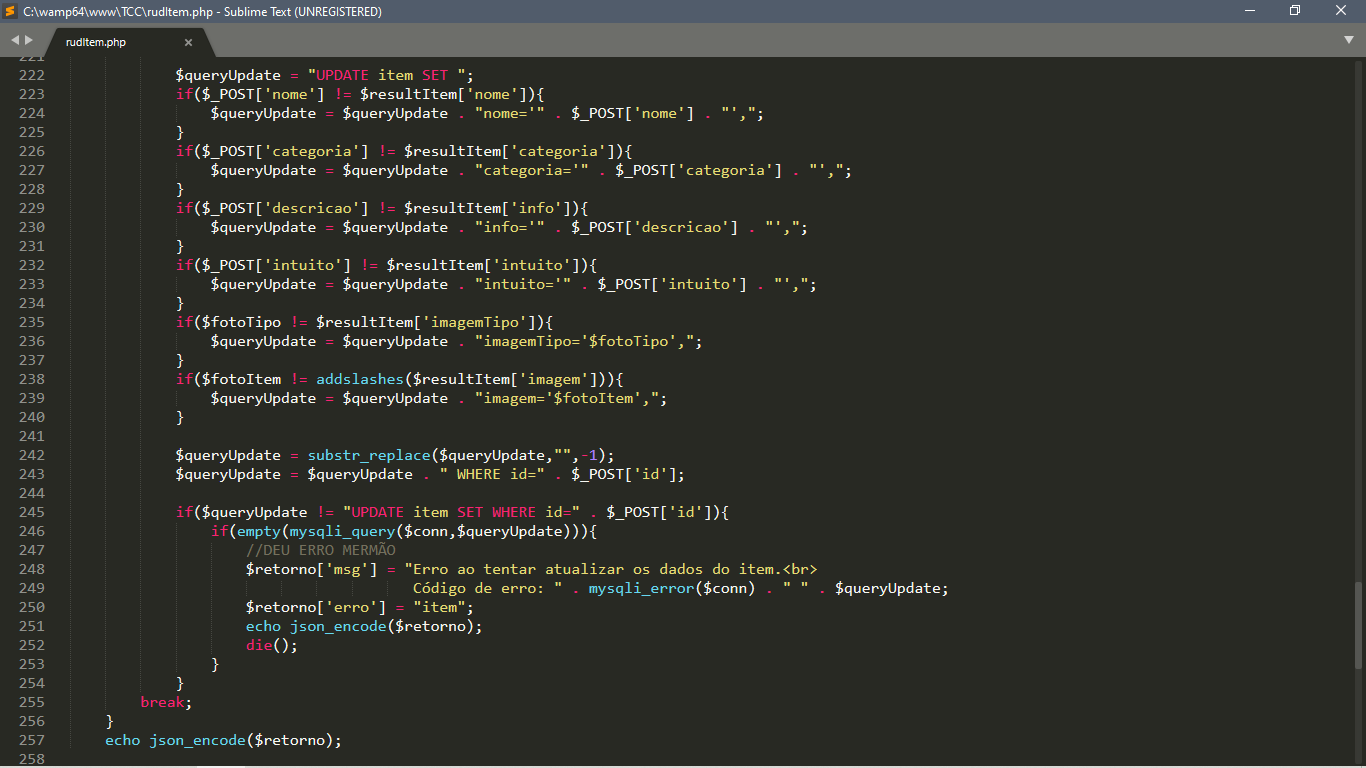 C:\wamp64\www\TCC\rudItem.php - Sublime Text (UNREGISTERED)
rudItem.php
221
222 $queryUpdate = "UPDATE item SET ";
223 if($_POST['nome'] != $resultItem['nome']){
224 $queryUpdate = $queryUpdate . "nome='" . $_POST['nome'] . "',";
225 }
226 if($_POST['categoria'] != $resultItem['categoria']){
227 $queryUpdate = $queryUpdate . "categoria='" . $_POST['categoria'] . "',";
228 }
229 if($_POST['descricao'] != $resultItem['info']){
230 $queryUpdate = $queryUpdate . "info='" . $_POST['descricao'] . "',";
231 }
232 if($_POST['intuito'] != $resultItem['intuito']){
233 $queryUpdate = $queryUpdate . "intuito='" . $_POST['intuito'] . "',";
234 }
235 if($fotoTipo != $resultItem['imagemTipo']){
236 $queryUpdate = $queryUpdate . "imagemTipo='$fotoTipo',";
237 }
238 if($fotoItem != addslashes($resultItem['imagem'])){
239 $queryUpdate = $queryUpdate . "imagem='$fotoItem',";
240 }
241
242 $queryUpdate = substr_replace($queryUpdate,"",-1);
243 $queryUpdate = $queryUpdate . " WHERE id=" . $_POST['id'];
244
245 if($queryUpdate != "UPDATE item SET WHERE id=" . $_POST['id']){
246 if(empty(mysqli_query($conn,$queryUpdate))){
247 //DEU ERRO MERMÃO
248 $retorno['msg'] = "Erro ao tentar atualizar os dados do item.<br>
249 Código de erro: " . mysqli_error($conn) . " " . $queryUpdate;
250 $retorno['erro'] = "item";
251 echo json_encode($retorno);
252 die();
253 }
254 }
255 break;
256 }
257 echo json_encode($retorno);
258